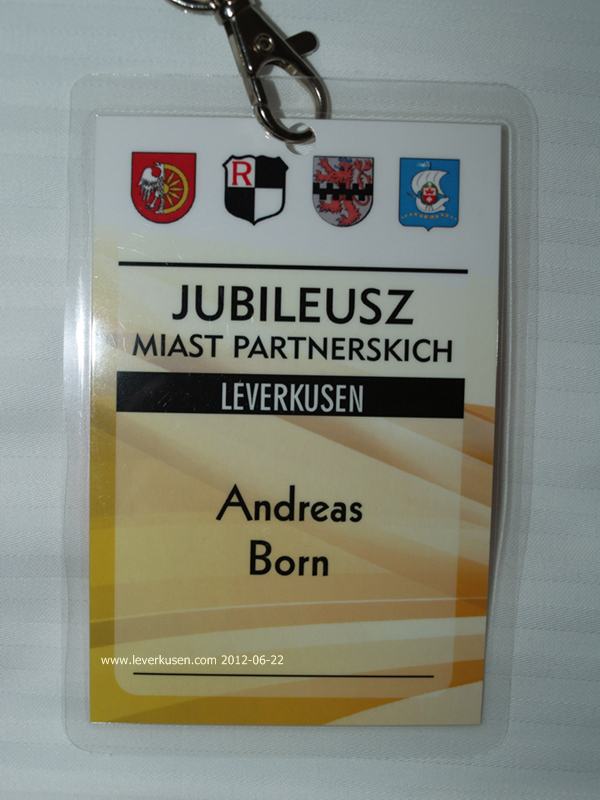 R
JUBILEUSZ
MIAST PARTNERSKICH
LEVERKUSEN
Andreas
Born
www.leverkusen.com 2012-06-22